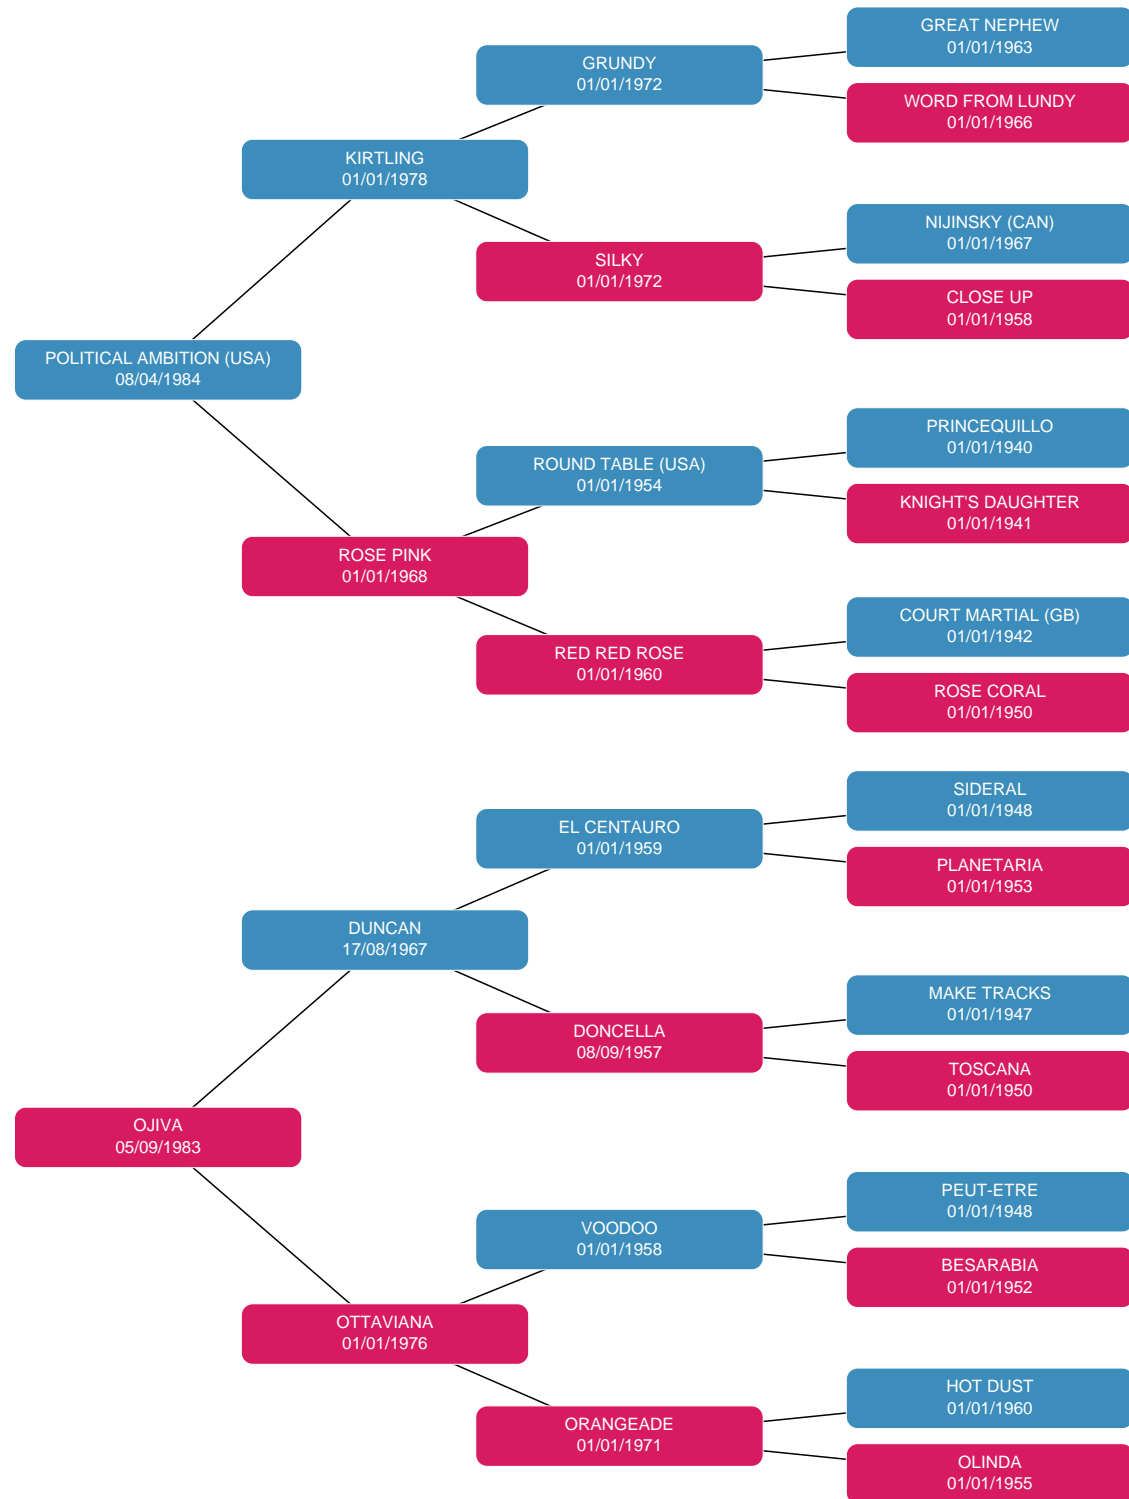 GREAT NEPHEW
01/01/1963
GRUNDY
01/01/1972
WORD FROM LUNDY
01/01/1966
KIRTLING
01/01/1978
NIJINSKY (CAN)
01/01/1967
SILKY
01/01/1972
CLOSE UP
01/01/1958
POLITICAL AMBITION (USA)
08/04/1984
PRINCEQUILLO
01/01/1940
ROUND TABLE (USA)
01/01/1954
KNIGHT'S DAUGHTER
01/01/1941
ROSE PINK
01/01/1968
COURT MARTIAL (GB)
01/01/1942
RED RED ROSE
01/01/1960
ROSE CORAL
01/01/1950
SIDERAL
01/01/1948
EL CENTAURO
01/01/1959
PLANETARIA
01/01/1953
DUNCAN
17/08/1967
MAKE TRACKS
01/01/1947
DONCELLA
08/09/1957
TOSCANA
01/01/1950
OJIVA
05/09/1983
PEUT-ETRE
01/01/1948
VOODOO
01/01/1958
BESARABIA
01/01/1952
OTTAVIANA
01/01/1976
HOT DUST
01/01/1960
ORANGEADE
01/01/1971
OLINDA
01/01/1955